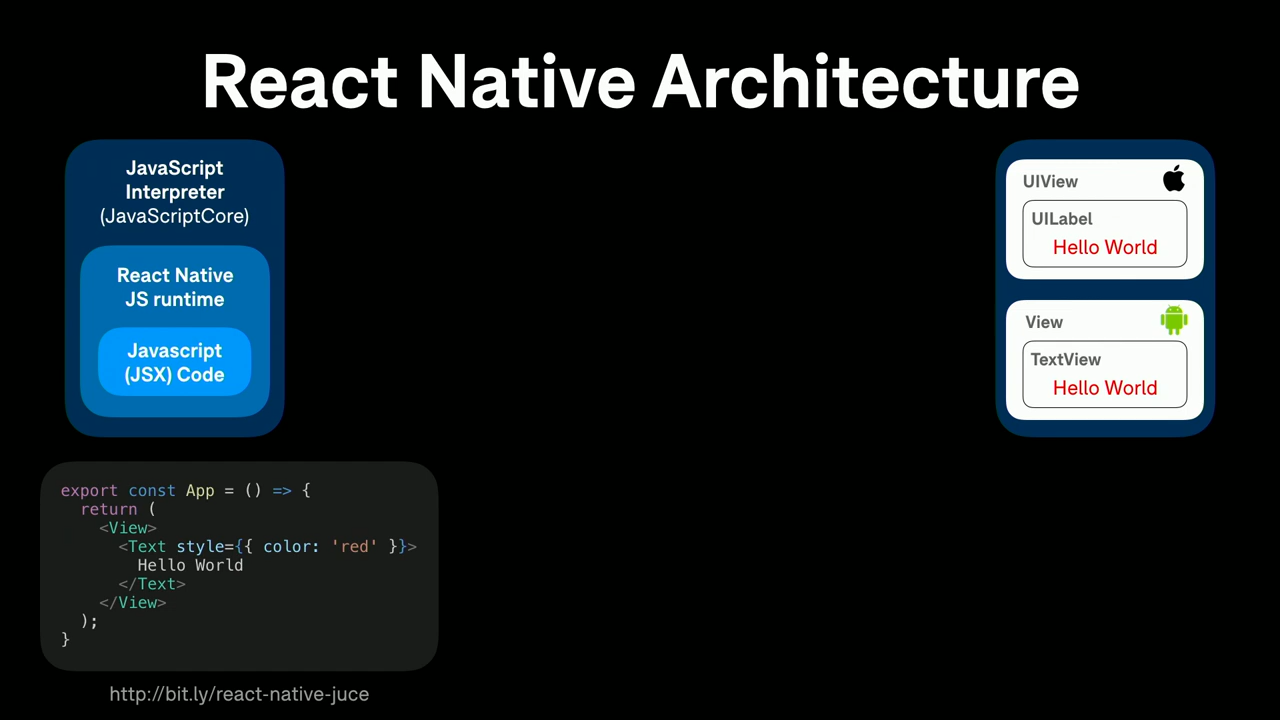 React Native Architecture
JavaScript
Interpreter
(JavaScriptCore)
React Native
JS runtime
Javascript
(JSX) Code
UIView
UILabel
Hello World
View
TextView
Hello World
export const App = () => {
  return (
    <View>
      <Text style={{ color: 'red' }}>
        Hello World
      </Text>
    </View>
  );
}
http://bit.ly/react-native-juce